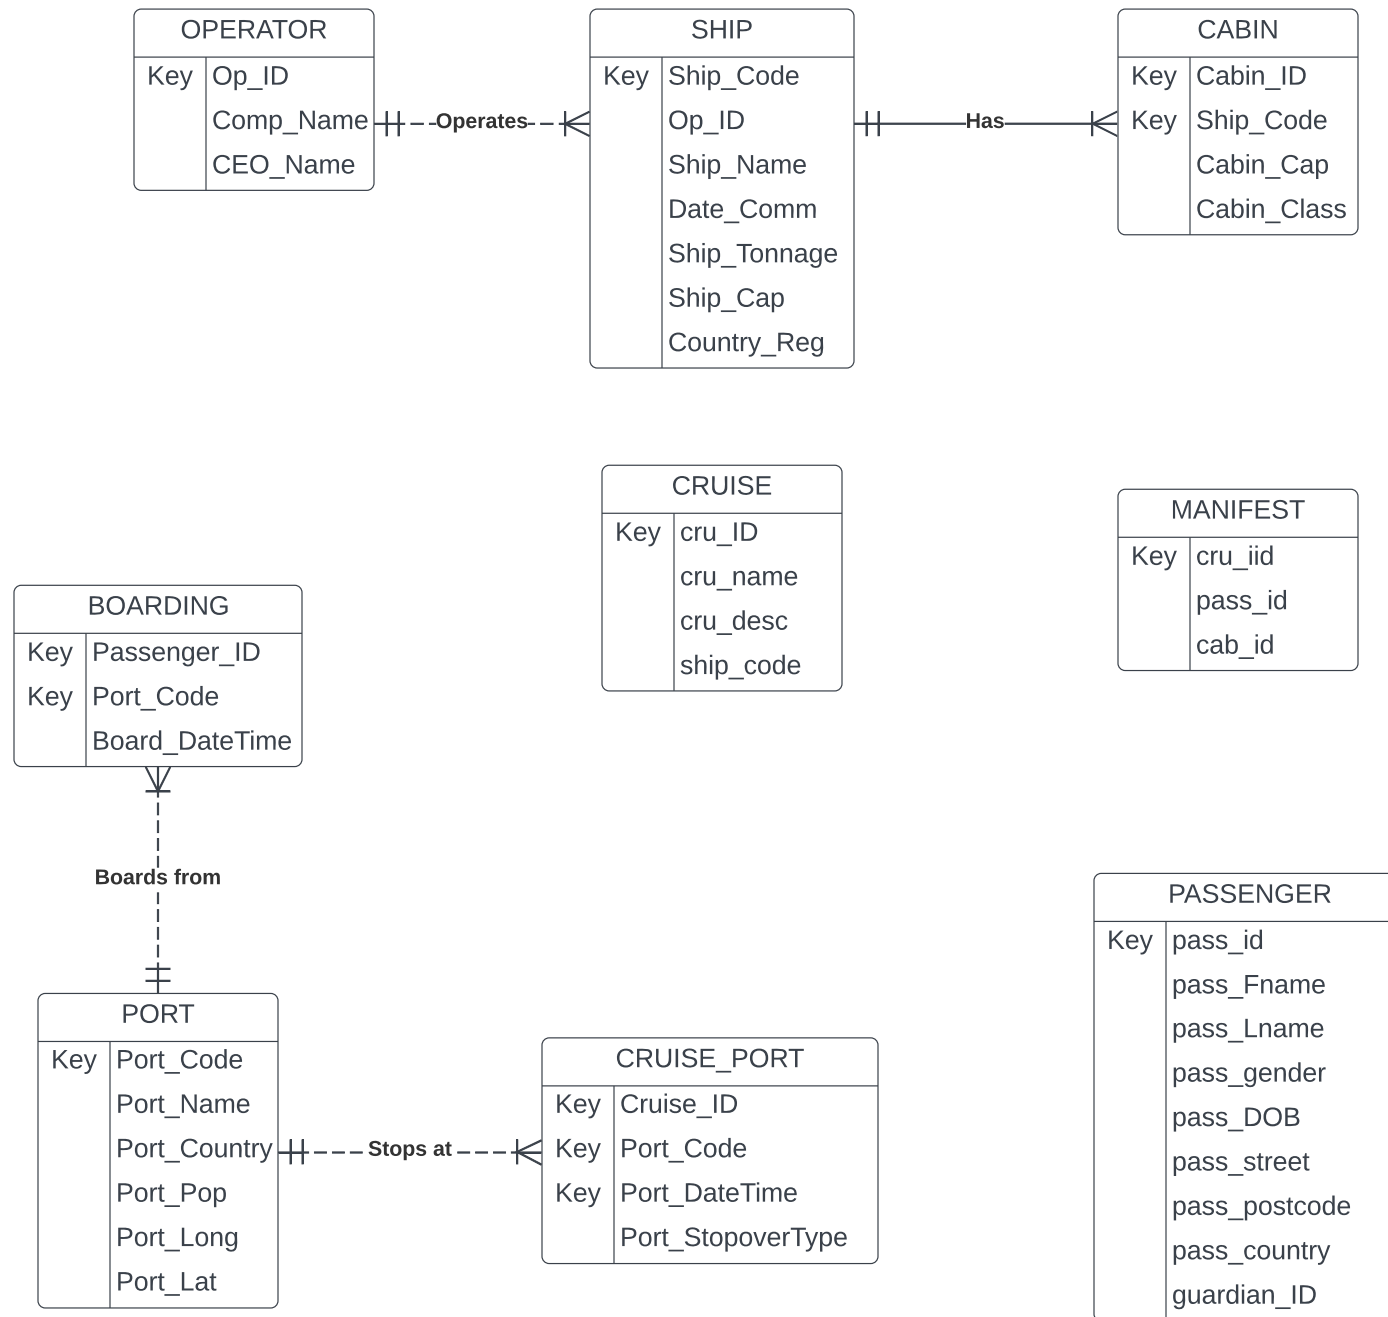 OPERATOR
Key Op_ID
Comp_Name
CEO_Name
Operates
SHIP
Key Ship_Code
Op_ID
Ship_Name
Date_Comm
Ship_Tonnage
Ship_Cap
Country_Reg
Has
CABIN
Key Cabin_ID
Key Ship_Code
Cabin_Cap
Cabin_Class
CRUISE
Key cru_ID
cru_name
cru_desc
ship_code
MANIFEST
Key cru_iid
pass_id
cab_id
BOARDING
Key Passenger_ID
Key Port_Code
Board_DateTime
Boards from
PORT
Key Port_Code
Port_Name
Port_Country
Port_Pop
Port_Long
Port_Lat
Stops at
CRUISE_PORT
Key Cruise_ID
Key Port_Code
Key Port_DateTime
Port_StopoverType
PASSENGER
Key pass_id
pass_Fname
pass_Lname
pass_gender
pass_DOB
pass_street
pass_postcode
pass_country
guardian_ID